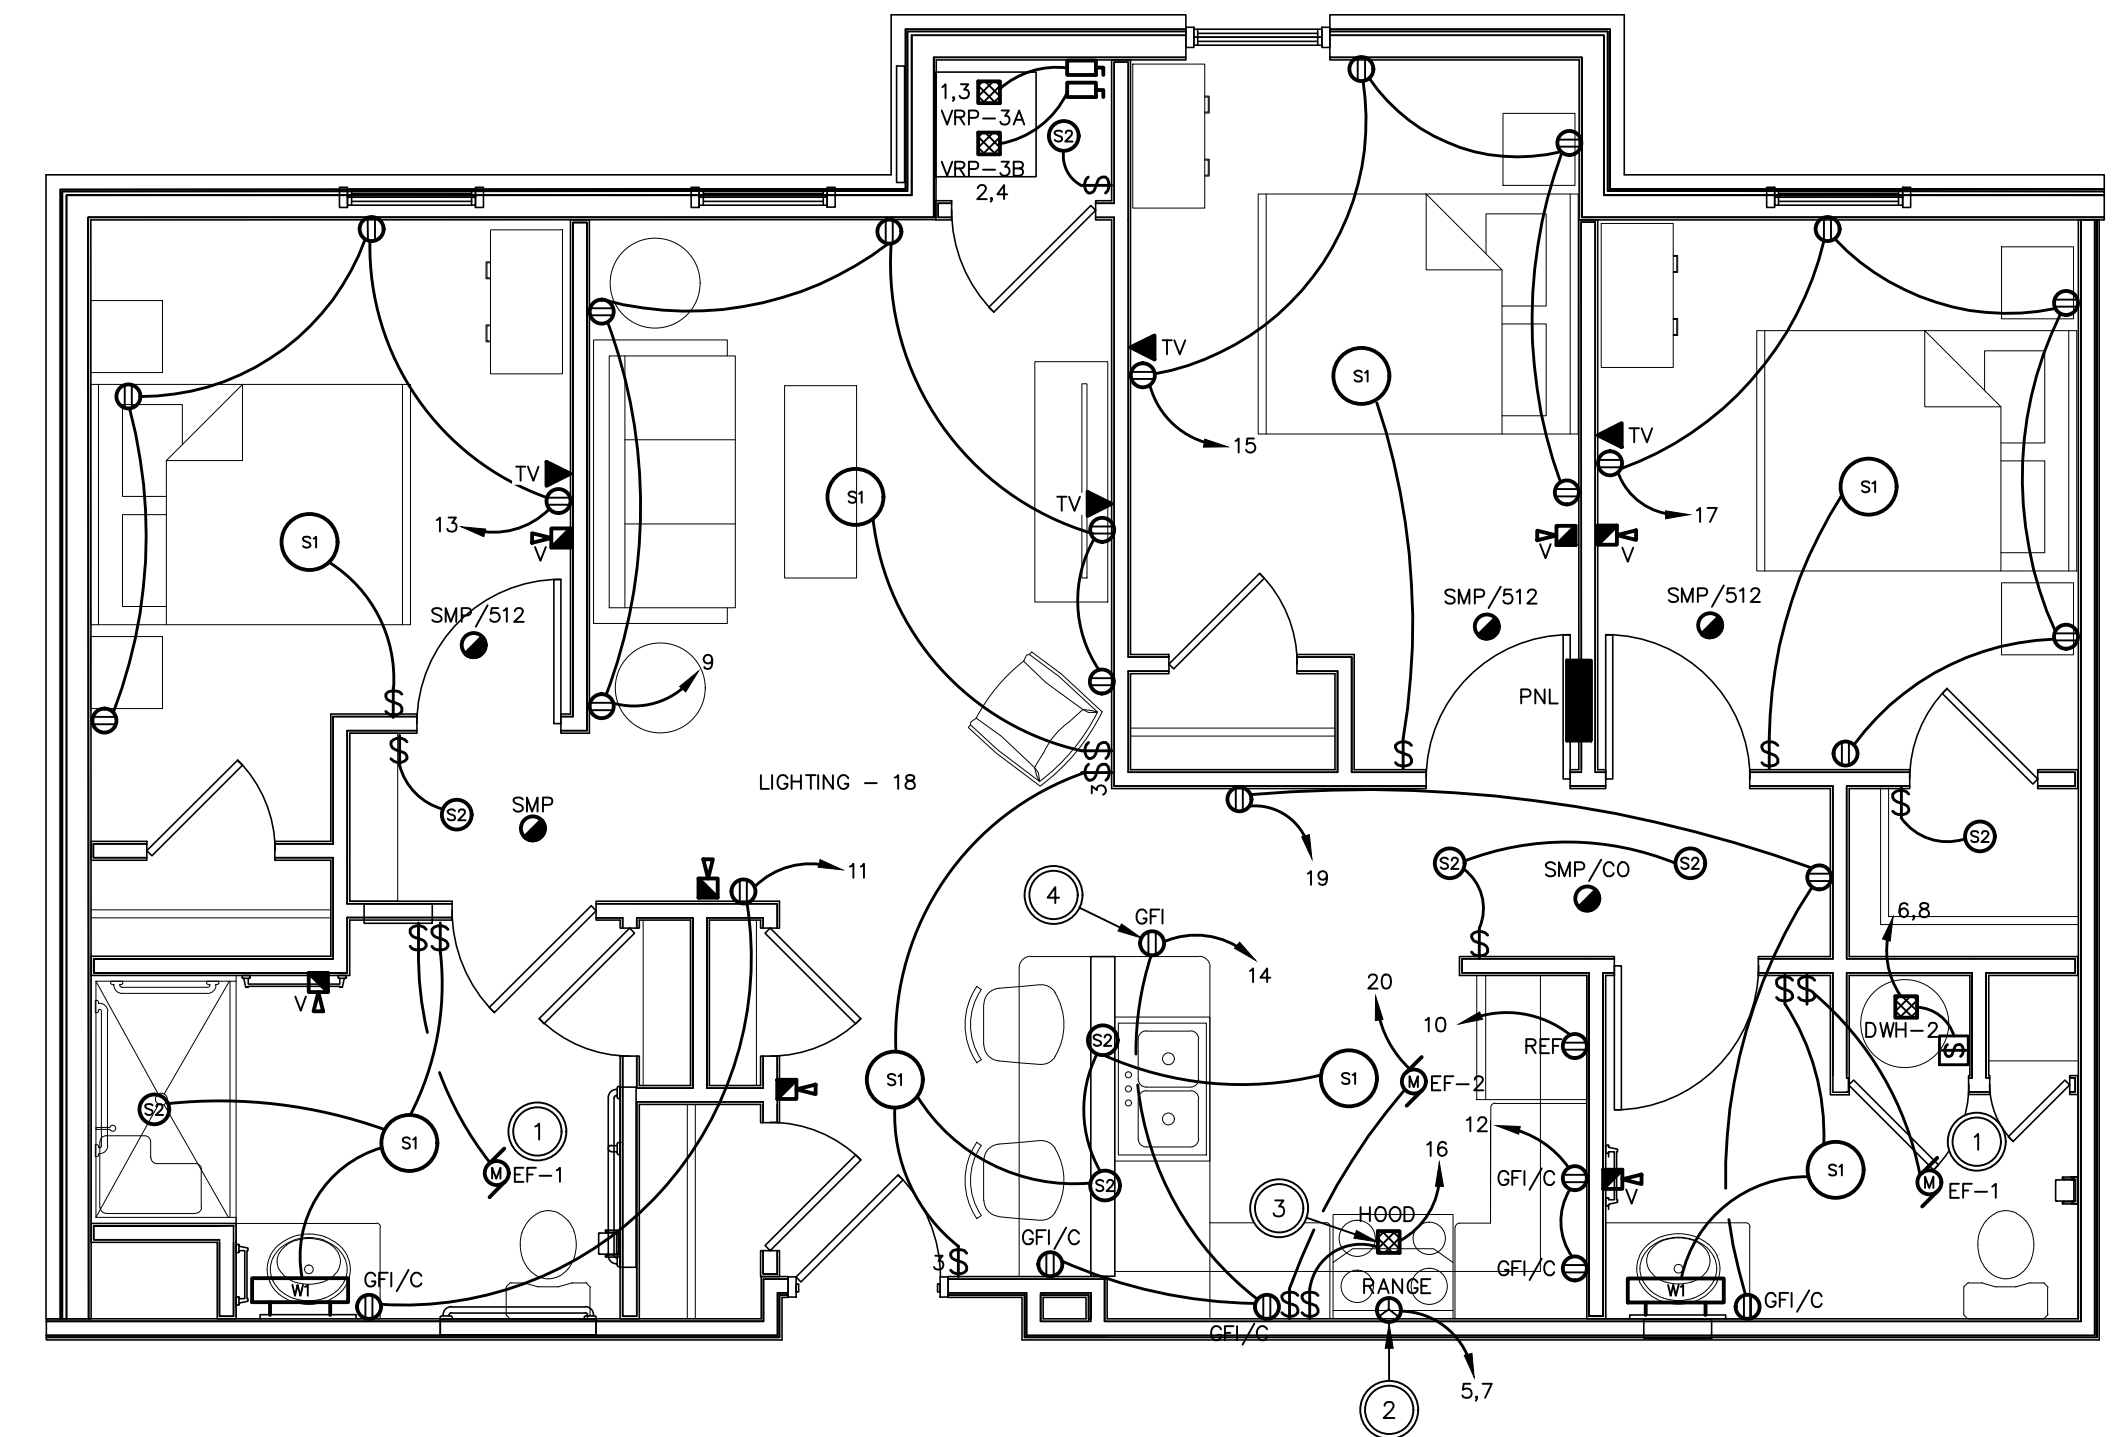 1,3
VRP-3A
S2
VRP-3B
2,4
TV
15
S1
TV
17
S1
TV
13
V
S1
TV
S1
V
V
SMP/512
SMP/512
SMP/512
9
PNL
$
$
$
$
$$
3$$
LIGHTING - 18
S2
SMP
11
19
S2
S2
SMP/CO
$
S2
4
GFI
14
$
6,8
$$
V
20
10
REF
$$
DWH-2
$
S2
S1
S1
M
EF-2
S2
S1
1
M
EF-1
12
16
GFI/C
V
S1
1
M
EF-1
S2
3
HOOD
3$
GFI/C
GFI/C
W1
GFI/C
GFI/C
$$
RANGE
W1
GFI/C
5,7
2